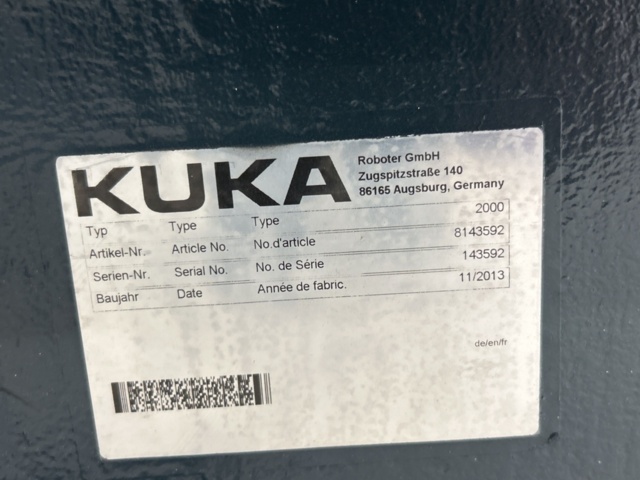 KUKA
Roboter GmbH
Zugspitzstraße 140
86165 Augsburg, Germany
Typ Type Type 2000
Artikel-Nr. Article No. No.d'article 8143592
Serien-Nr. Serial No. No. de Série 143592
Baujahr Date Année de fabric. 11/2013
de/en/fr